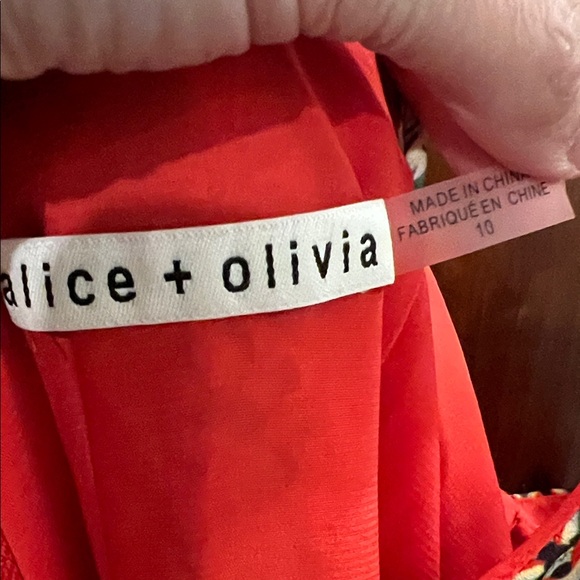 alice + olivia
MADE IN CHINA
FABRIQUÉ EN CHINE
10